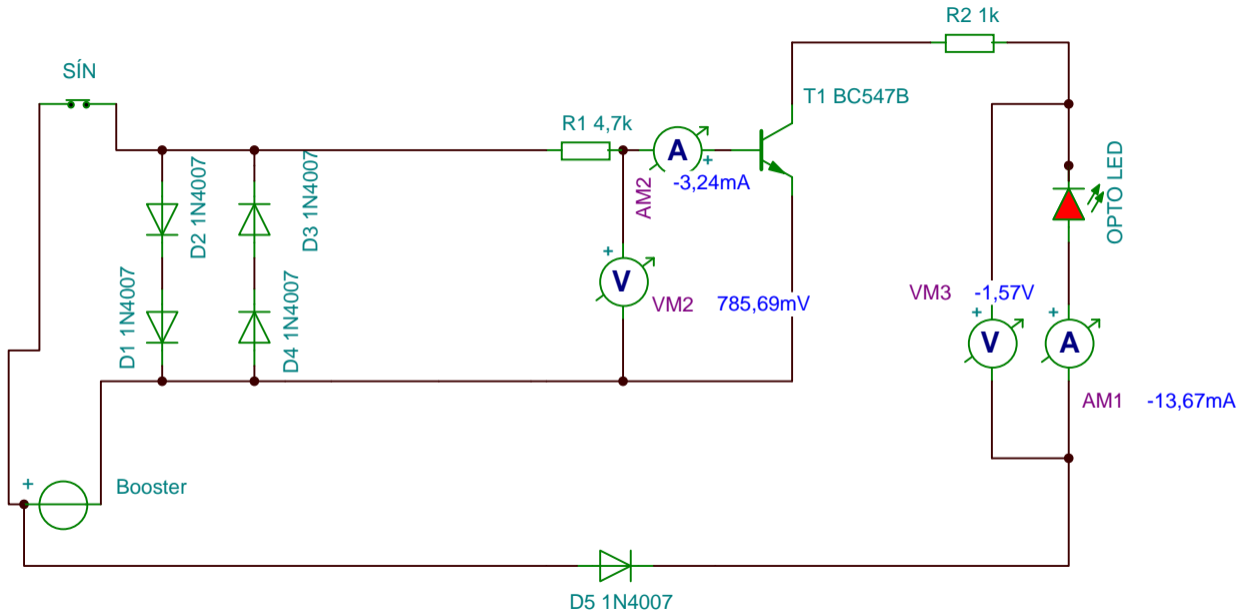 R2 1k
SÍN
T1 BC547B
R1 4,7k
A
+
-3,24mA
AM2
D2 1N4007
D3 1N4007
OPTO LED
+
V
VM2
785,69mV
VM3
-1,57V
D1 1N4007
D4 1N4007
+
V
+
A
AM1
-13,67mA
+
Booster
D5 1N4007